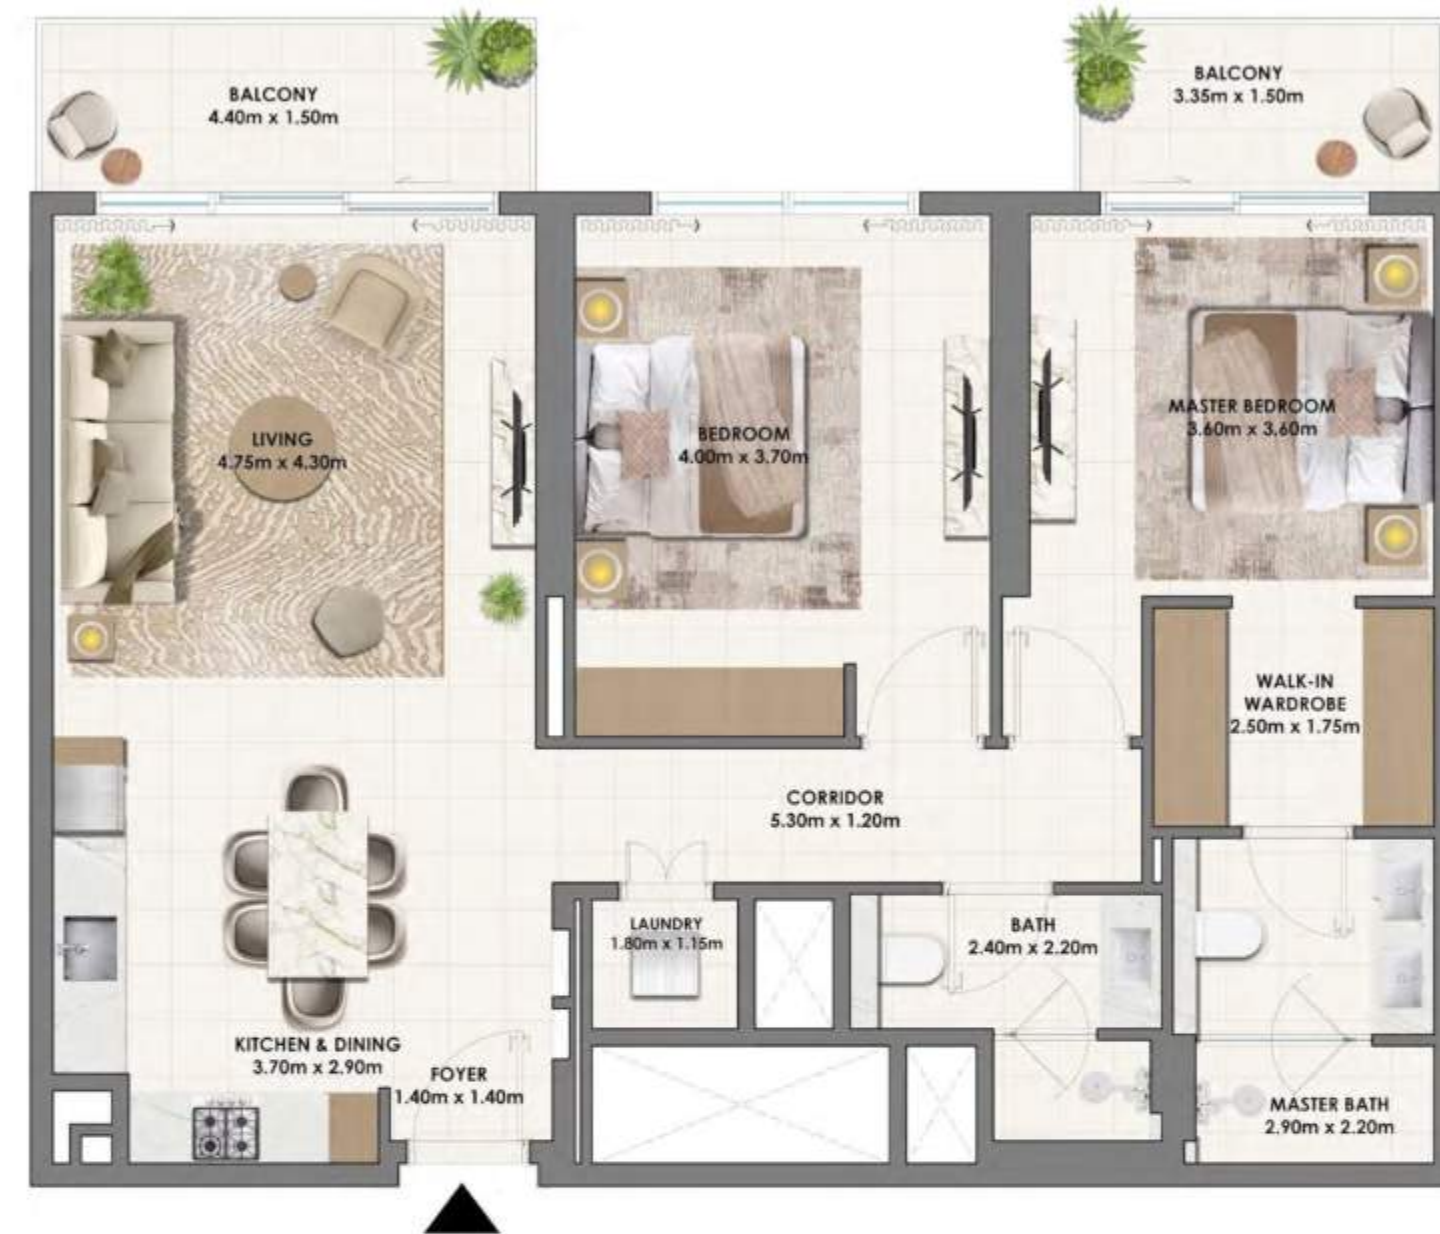 BALCONY
4.40m x 1.50m
BALCONY
3.35m x 1.50m
LIVING
4.75m x 4.30m
BEDROOM
4.00m x 3.70m
MASTER BEDROOM
3.60m x 3.60m
WALK-IN
WARDROBE
2.50m x 1.75m
CORRIDOR
5.30m x 1.20m
LAUNDRY
1.80m x 1.15m
BATH
2.40m x 2.20m
KITCHEN & DINING
3.70m x 2.90m
FOYER
1.40m x 1.40m
MASTER BATH
2.90m x 2.20m